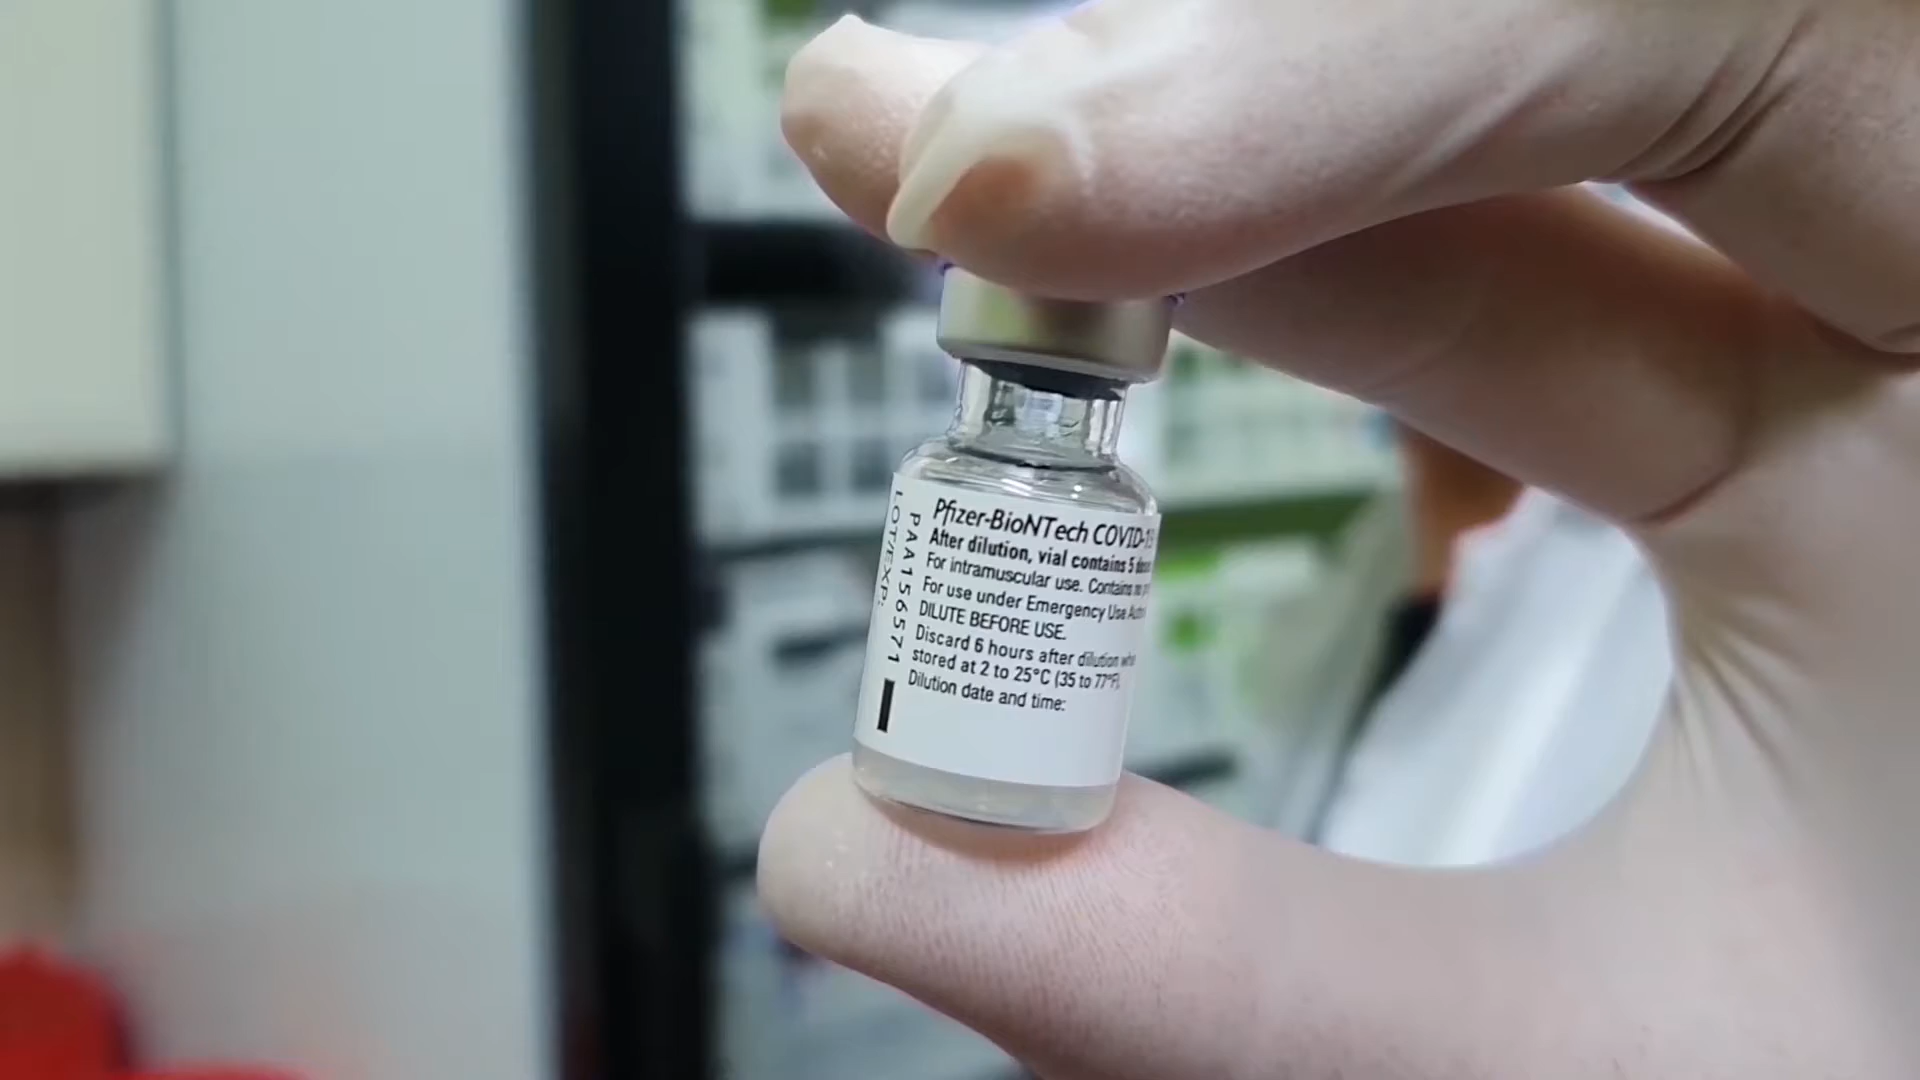 Pfizer-BioNTech COVID-1
After dilution, vial contains 5
For intramuscular use. Contains no
For use under Emergency Use
DILUTE BEFORE USE.
Discard 6 hours after dilution
stored at 2 to 25°C (35 to 77°F)
Dilution date and time:
PAA156571
LOT/EXP: